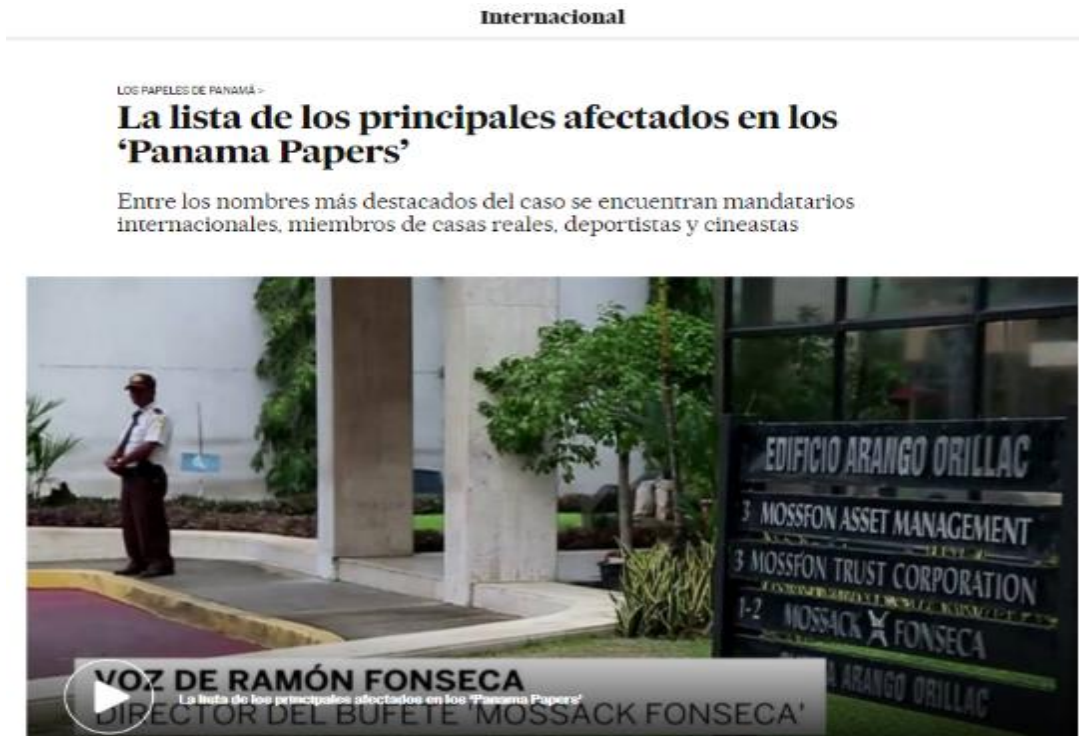 Internacional
LOS PAPELES DE PANAMÁ >
La lista de los principales afectados en los
‘Panama Papers’
Entre los nombres más destacados del caso se encuentran mandatarios
internacionales, miembros de casas reales, deportistas y cineastas
EDIFICIO ARANGO ORILLAC
3 MOSSFON ASSET MANAGEMENT
3 MOSSFON TRUST CORPORATION
1-2 MOSSACK FONSECA
ARANGO ORILLAC
VOZ DE RAMÓN FONSECA
La lista de los principales afectados en los 'Panama Papers'
DIRECTOR DEL BUFETE 'MOSSACK FONSECA'